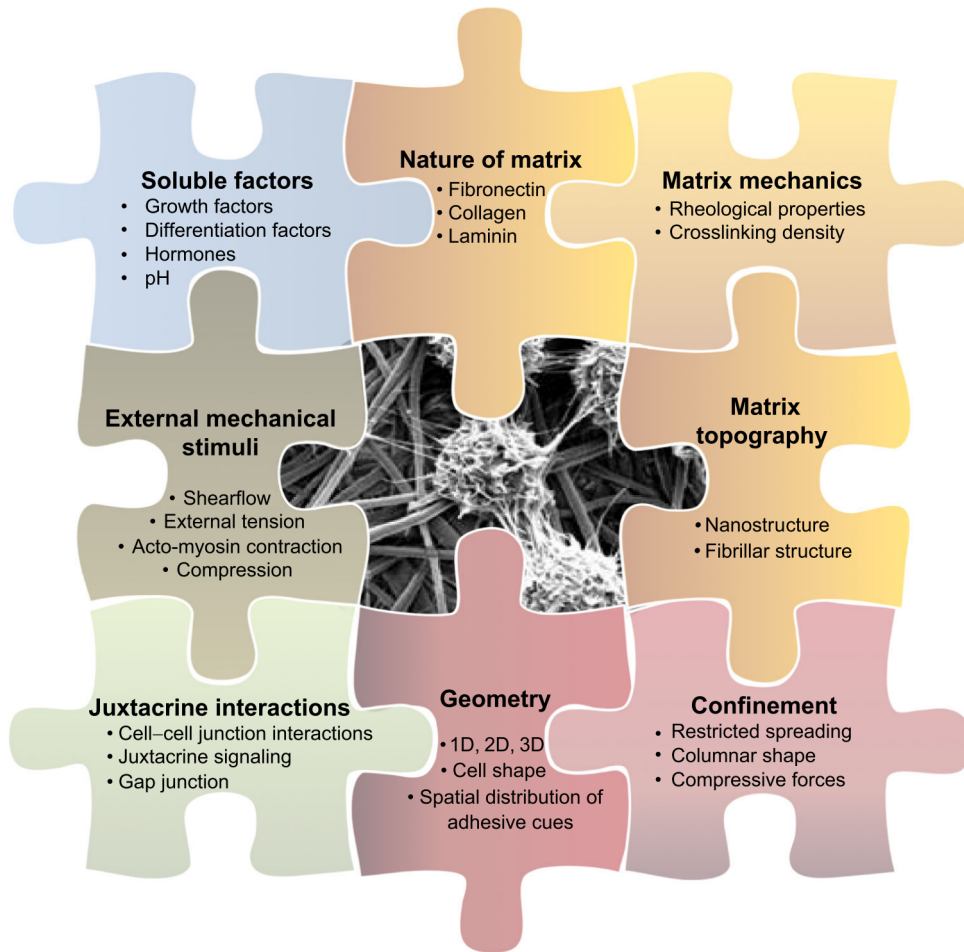 Soluble factors
• Growth factors
• Differentiation factors
• Hormones
• pH
Nature of matrix
• Fibronectin
• Collagen
• Laminin
Matrix mechanics
• Rheological properties
• Crosslinking density
External mechanical
stimuli
• Shearflow
• External tension
• Acto-myosin contraction
• Compression
Matrix
topography
• Nanostructure
• Fibrillar structure
Juxtacrine interactions
• Cell–cell junction interactions
• Juxtacrine signaling
• Gap junction
Geometry
• 1D, 2D, 3D
• Cell shape
• Spatial distribution of
adhesive cues
Confinement
• Restricted spreading
• Columnar shape
• Compressive forces